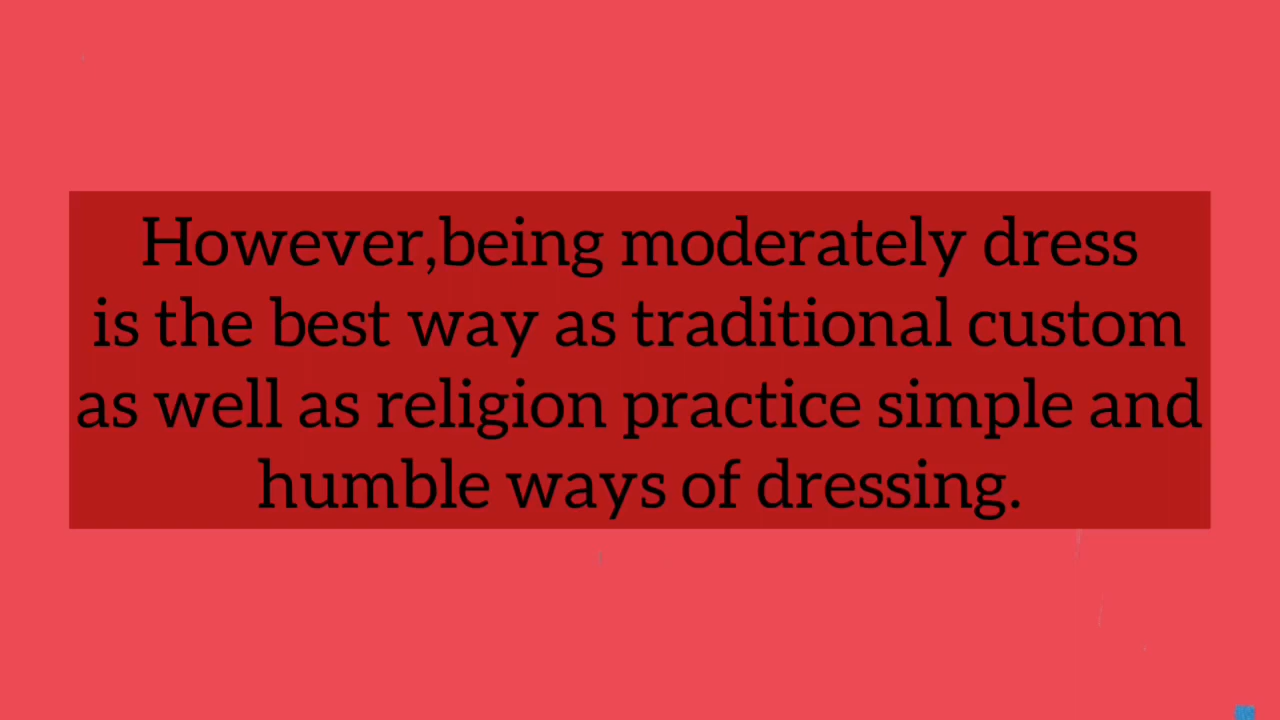 However,being moderately dress
is the best way as traditional custom
as well as religion practice simple and
humble ways of dressing.